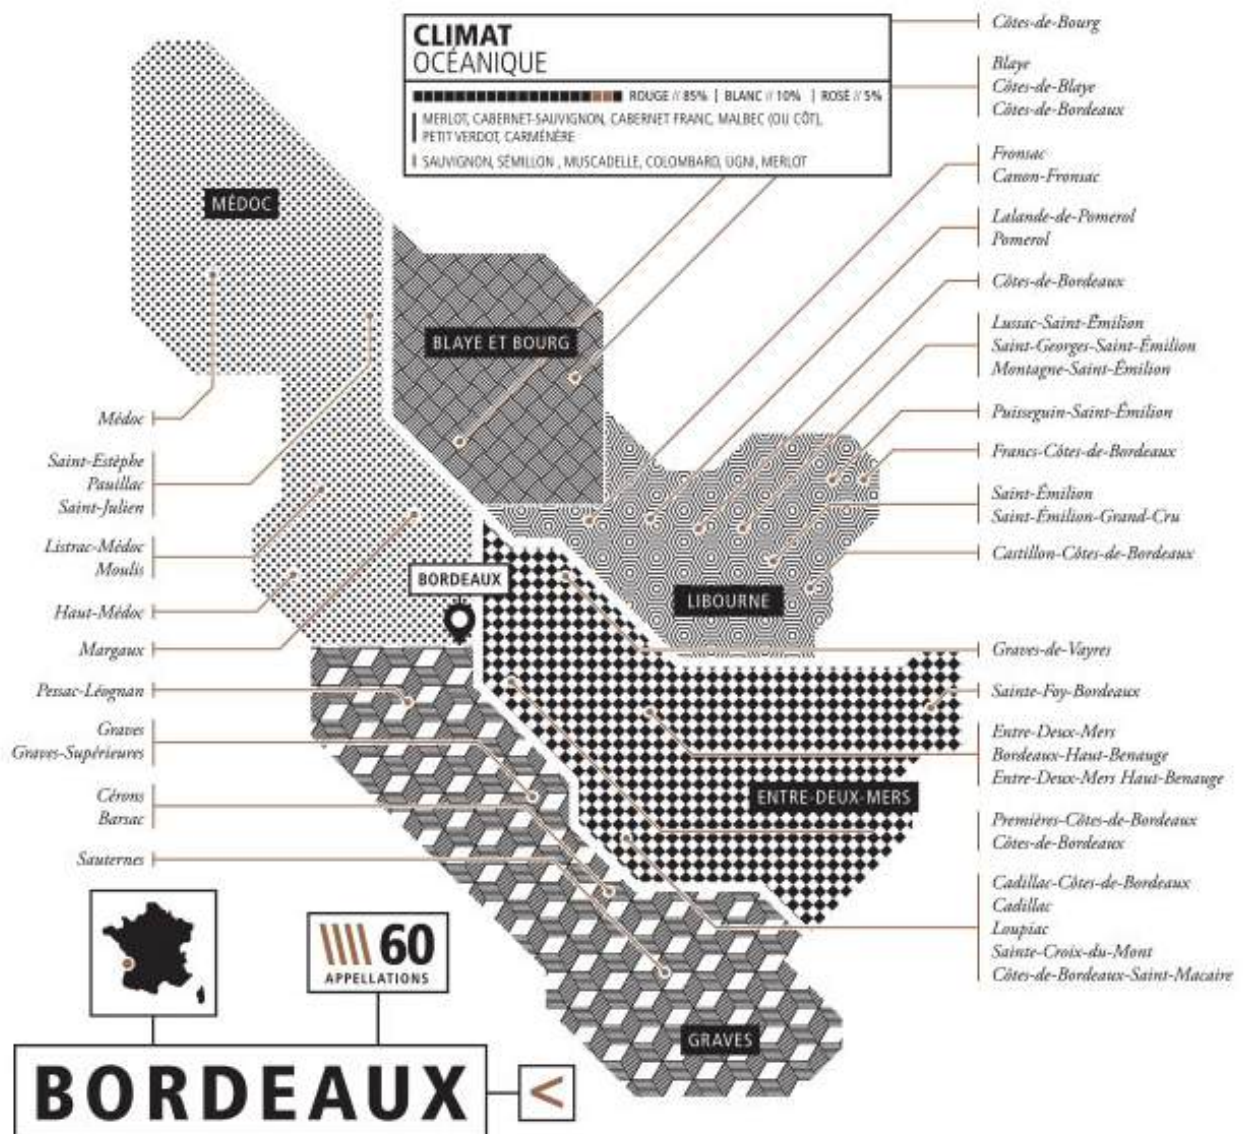 CLIMAT
OCÉANIQUE
ROUGE // 85% | BLANC // 10% | ROSÉ // 5%
MERLOT, CABERNET-SAUVIGNON, CABERNET FRANC, MALBEC (OU CÔT),
PETIT VERDOT, CARMÉNÈRE
SAUVIGNON, SÉMILLON , MUSCADELLE, COLOMBARD, UGNI, MERLOT
Côtes-de-Bourg
Blaye
Côtes-de-Blaye
Côtes-de-Bordeaux
Fronsac
Canon-Fronsac
Lalande-de-Pomerol
Pomerol
Côtes-de-Bordeaux
Lussac-Saint-Émilion
Saint-Georges-Saint-Émilion
Montagne-Saint-Émilion
Puisseguin-Saint-Émilion
Francs-Côtes-de-Bordeaux
Saint-Émilion
Saint-Émilion-Grand-Cru
Castillon-Côtes-de-Bordeaux
Graves-de-Vayres
Sainte-Foy-Bordeaux
Entre-Deux-Mers
Bordeaux-Haut-Benauge
Entre-Deux-Mers Haut-Benauge
Premières-Côtes-de-Bordeaux
Côtes-de-Bordeaux
Cadillac-Côtes-de-Bordeaux
Cadillac
Loupiac
Sainte-Croix-du-Mont
Côtes-de-Bordeaux-Saint-Macaire
MÉDOC
BLAYE ET BOURG
LIBOURNE
BORDEAUX
ENTRE-DEUX-MERS
GRAVES
Médoc
Saint-Estèphe
Pauillac
Saint-Julien
Listrac-Médoc
Moulis
Haut-Médoc
Margaux
Pessac-Léognan
Graves
Graves-Supérieures
Cérons
Barsac
Sauternes
60
APPELLATIONS
BORDEAUX
<